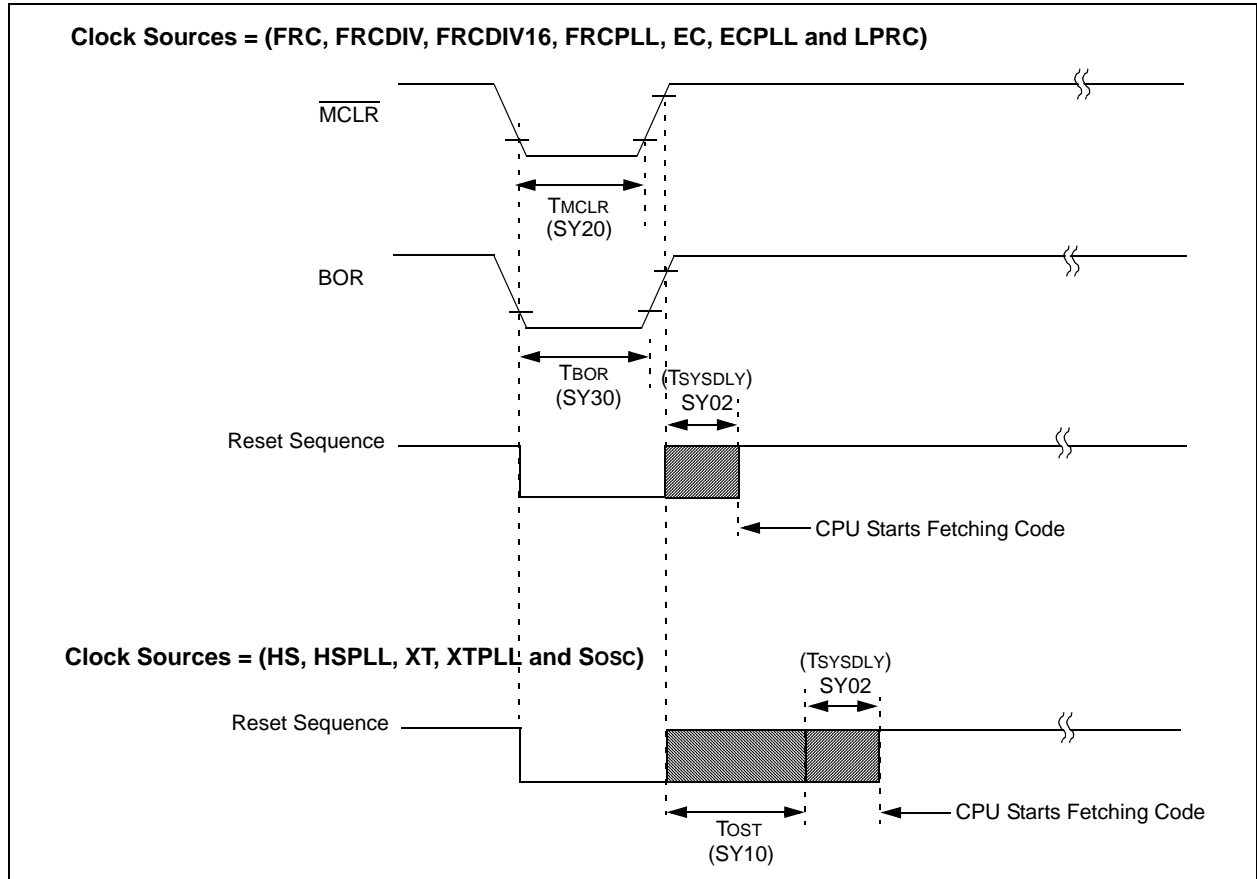 Clock Sources = (FRC, FRCDIV, FRCDIV16, FRCPLL, EC, ECPLL and LPRC)
MCLR
TMCLR
(SY20)
BOR
TBOR
(SY30)
(TSYSDLY)
SY02
Reset Sequence
CPU Starts Fetching Code
Clock Sources = (HS, HSPLL, XT, XTPLL and SOSC)
(TSYSDLY)
SY02
Reset Sequence
CPU Starts Fetching Code
TOST
(SY10)